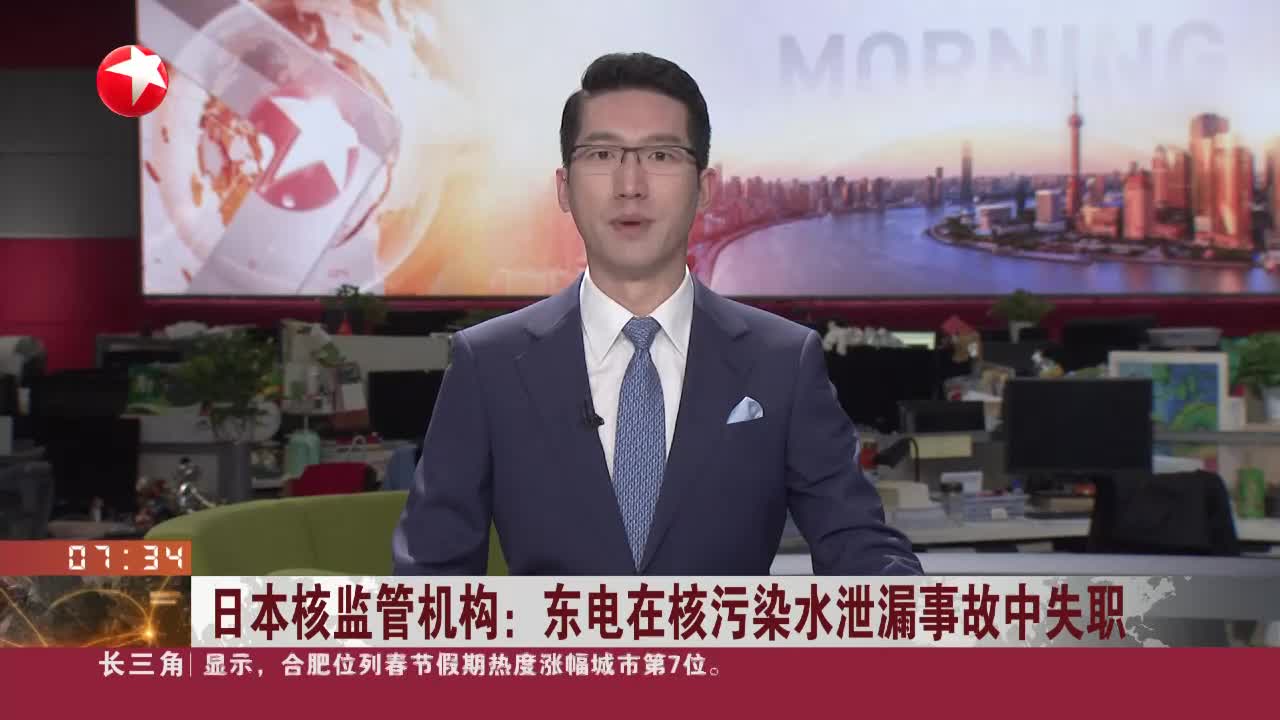 MORNING
07:34
日本核监管机构：东电在核污染水泄漏事故中失职
长三角 显示，合肥位列春节假期热度涨幅城市第7位。